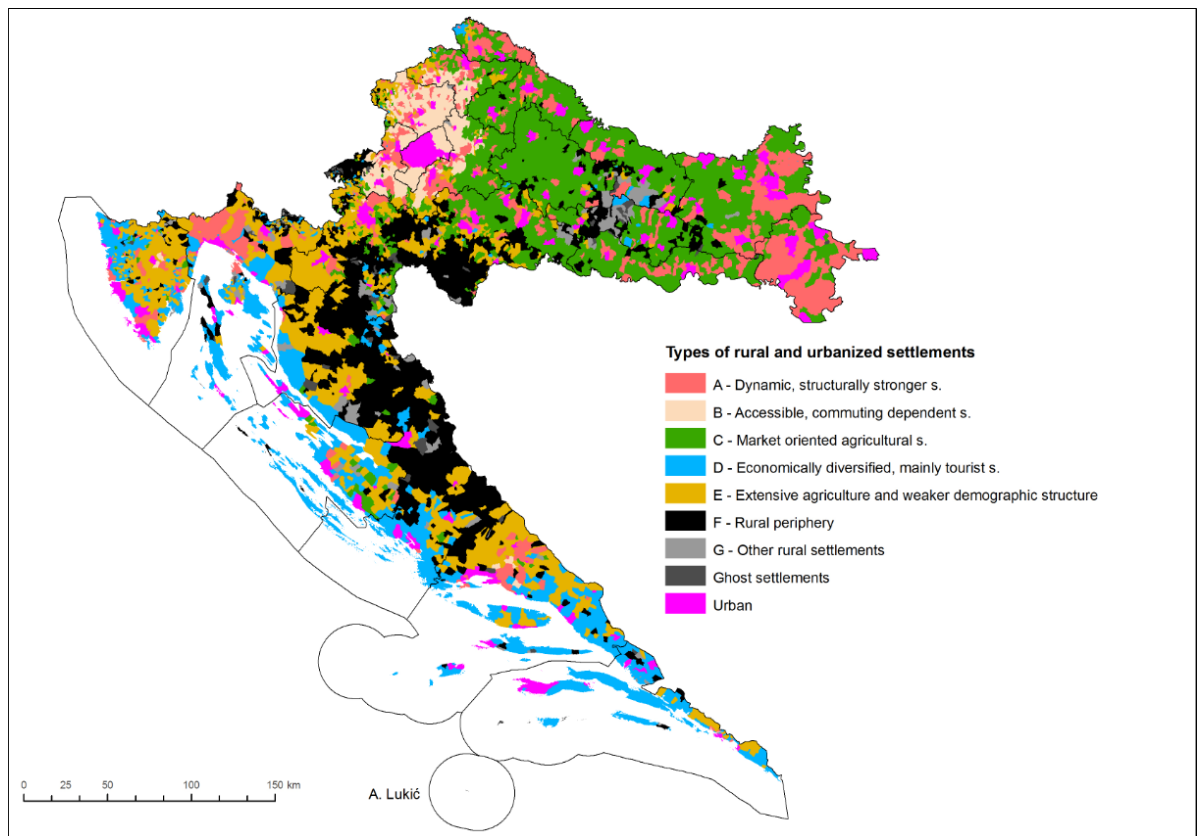 Types of rural and urbanized settlements
A - Dynamic, structurally stronger s.
B - Accessible, commuting dependent s.
C - Market oriented agricultural s.
D - Economically diversified, mainly tourist s.
E - Extensive agriculture and weaker demographic structure
F - Rural periphery
G - Other rural settlements
Ghost settlements
Urban
0 25 50 100 150 km
A. Lukić